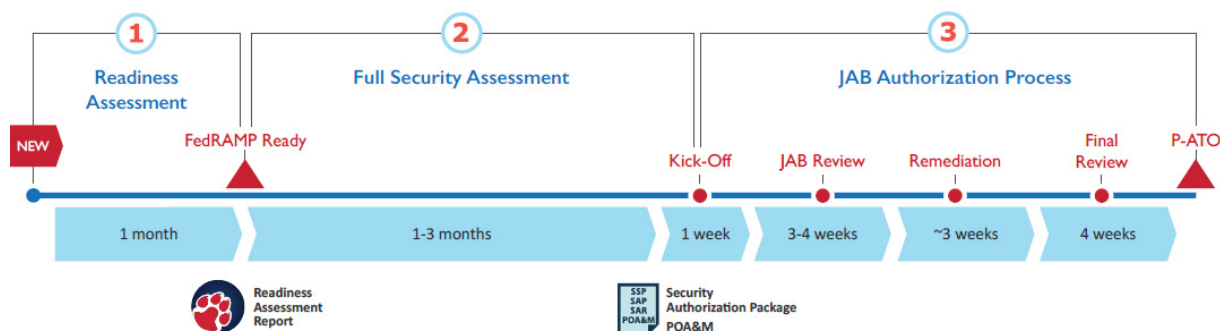 1
2
3
Readiness
Assessment
Full Security Assessment
JAB Authorization Process
NEW
FedRAMP Ready
Kick-Off
JAB Review
Remediation
Final
Review
P-ATO
1 month
1-3 months
1 week
3-4 weeks
~3 weeks
4 weeks
Readiness
Assessment
Report
SSP
SAP
SAR
POA&M
Security
Authorization Package
POA&M